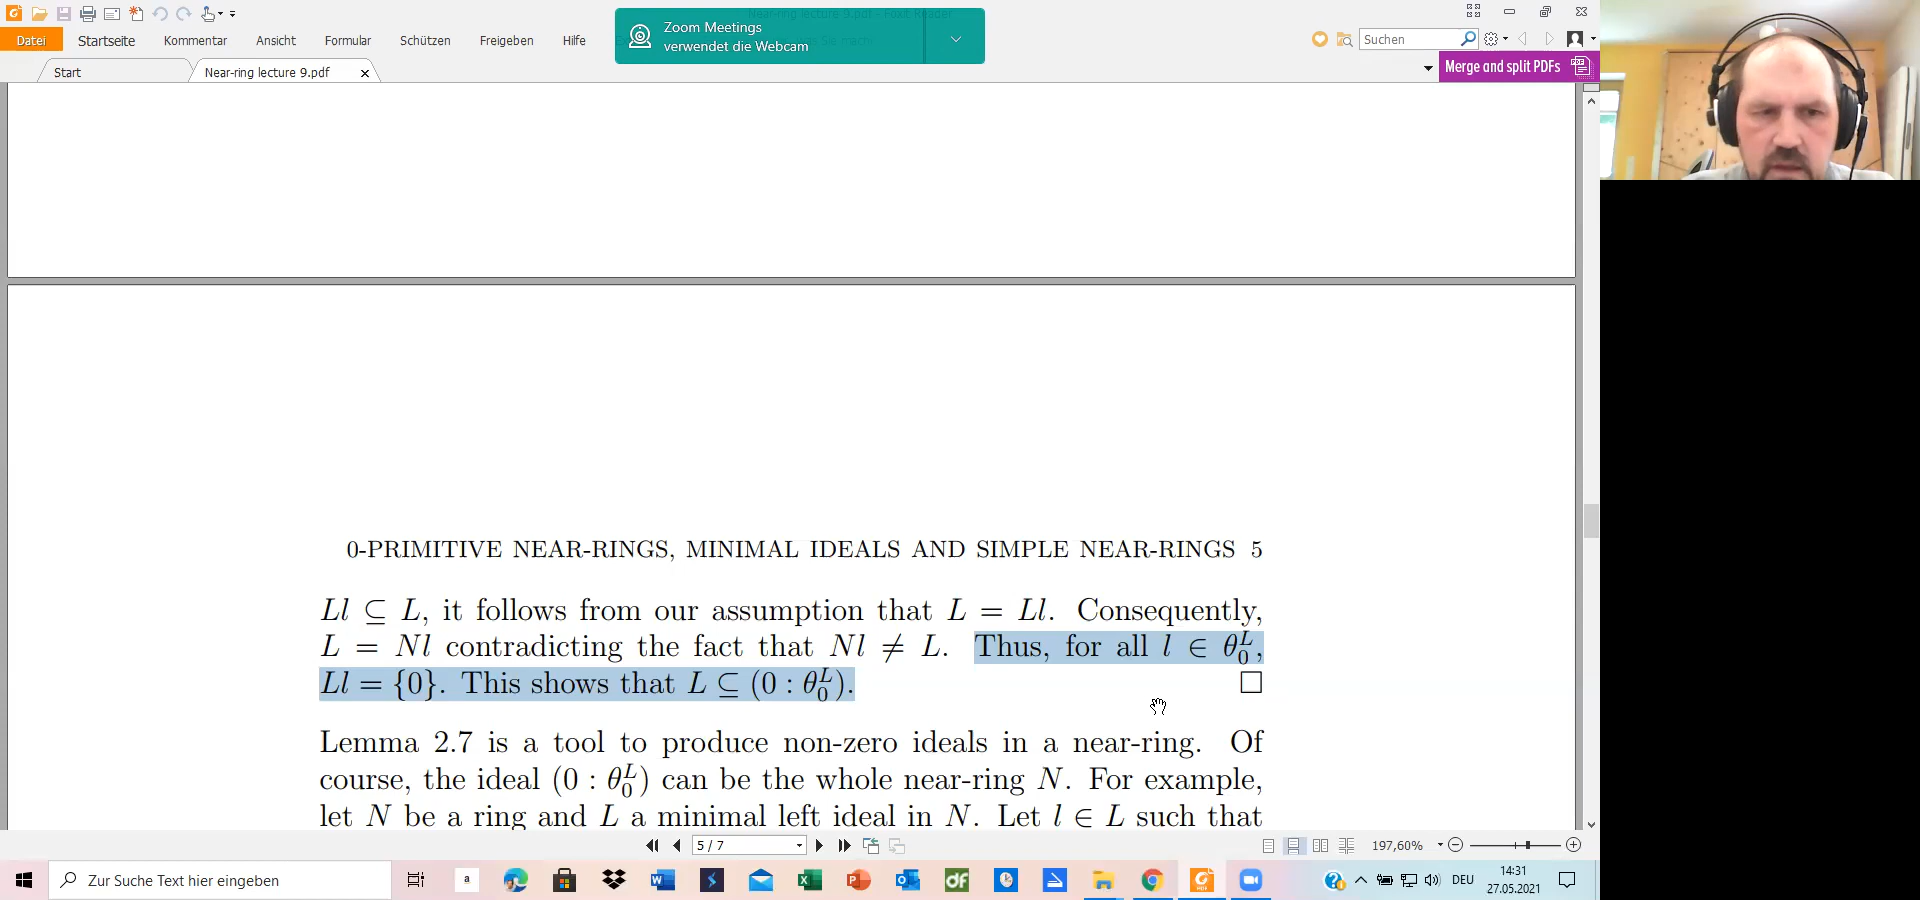 Zoom Meetings
verwendet die Webcam
Datei Startseite Kommentar Ansicht Formular Schützen Freigeben Hilfe
Suchen
Start Near-ring lecture 9.pdf
Merge and split PDFs
0-PRIMITIVE NEAR-RINGS, MINIMAL IDEALS AND SIMPLE NEAR-RINGS 5
Ll ⊆ L, it follows from our assumption that L = Ll. Consequently,
L = Nl contradicting the fact that Nl ≠ L. Thus, for all l ∈ θ₀ᴸ,
Ll = {0}. This shows that L ⊆ (0 : θ₀ᴸ). □
Lemma 2.7 is a tool to produce non-zero ideals in a near-ring. Of
course, the ideal (0 : θ₀ᴸ) can be the whole near-ring N. For example,
let N be a ring and L a minimal left ideal in N. Let l ∈ L such that
5 / 7
197,60%
Zur Suche Text hier eingeben
DEU
14:31
27.05.2021